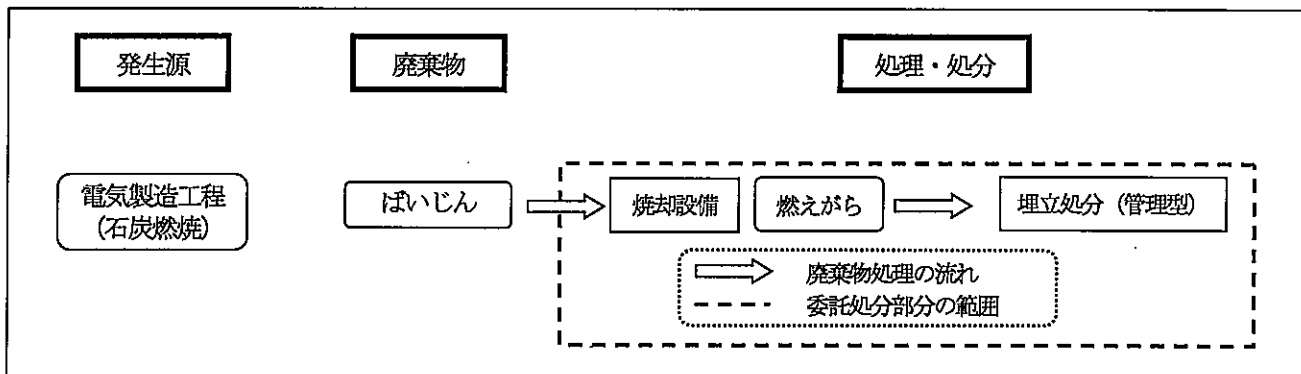 発生源
廃棄物
処理・処分
電気製造工程
(石炭燃焼)
ばいじん
焼却設備
燃えがら
埋立処分（管理型）
廃棄物処理の流れ
委託処分部分の範囲